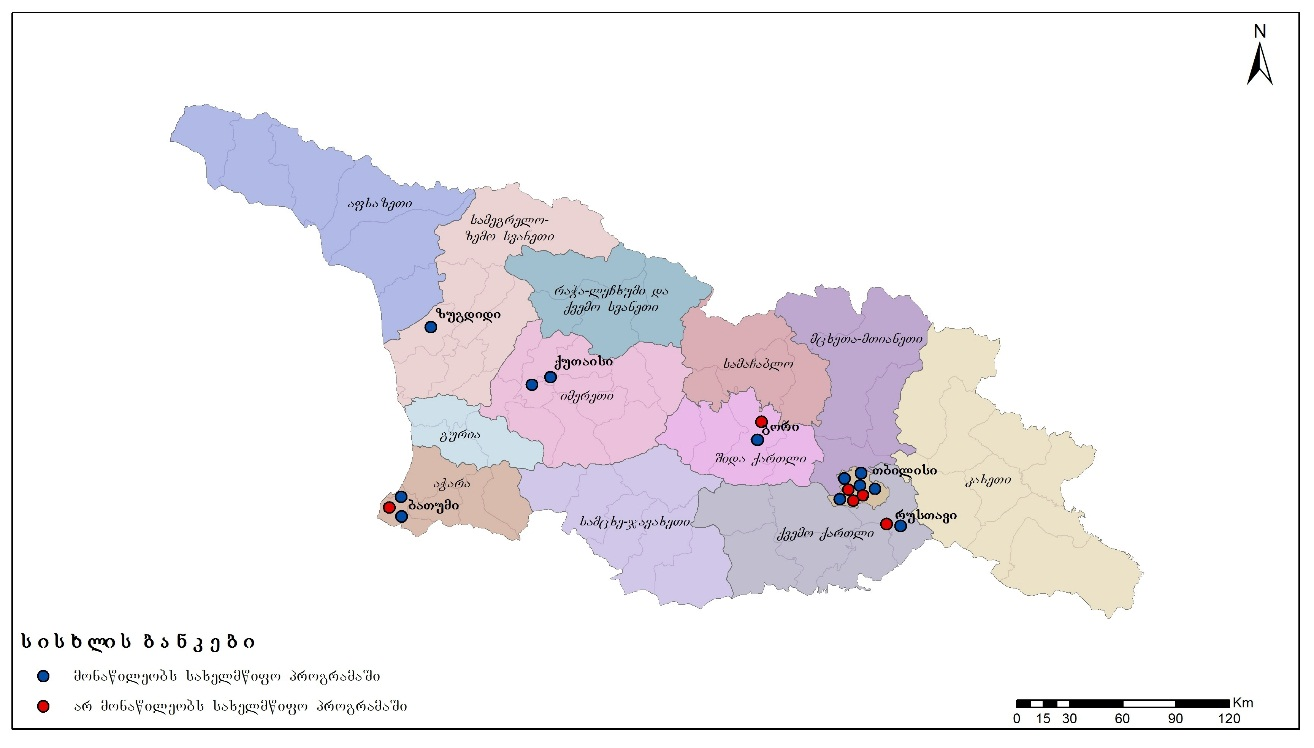 N
აფხაზეთი
სამეგრელო-
ზემო სვანეთი
რაჭა-ლეჩხუმი და
ქვემო სვანეთი
ზუგდიდი
მცხეთა-მთიანეთი
ქუთაისი
სამაჩაბლო
იმერეთი
გორი
გურია
შიდა ქართლი
თბილისი
კახეთი
აჭარა
ბათუმი
რუსთავი
სამცხე-ჯავახეთი
ქვემო ქართლი
სისხლის ბანკები
მონაწილეობს სახელმწიფო პროგრამაში
არ მონაწილეობს სახელმწიფო პროგრამაში
Km
0 15 30 60 90 120